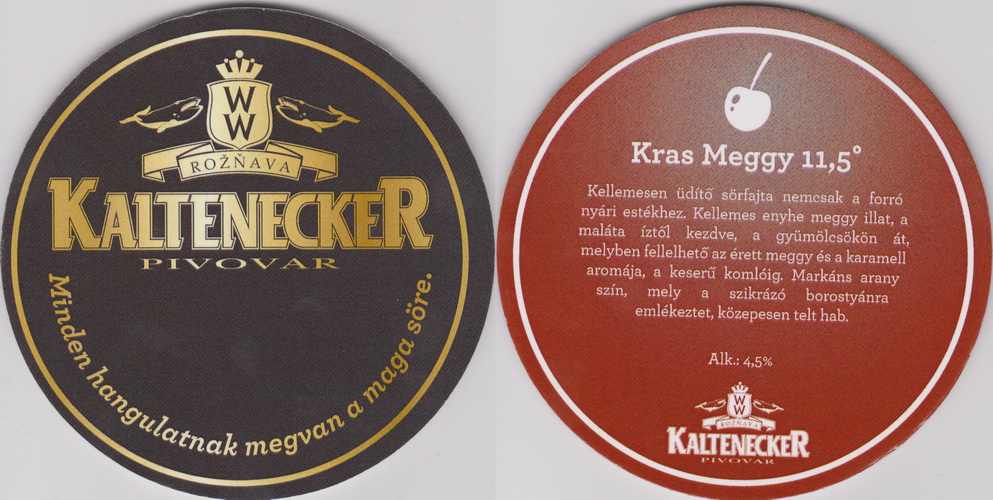 W
W
ROŽŇAVA
KALTENECKER
PIVOVAR
Minden hangulatnak megvan a maga söre.
Kras Meggy 11,5°
Kellemesen üdítő sörfajta nemcsak a forró
nyári estékhez. Kellemes enyhe meggy illat, a
maláta íztől kezdve, a gyümölcsökön át,
melyben fellelhető az érett meggy és a karamell
aromája, a keserű komlóig. Markáns arany
szín, mely a szikrázó borostyánra
emlékeztet, közepesen telt hab.
Alk.: 4,5%
W
W
ROŽŇAVA
KALTENECKER
PIVOVAR